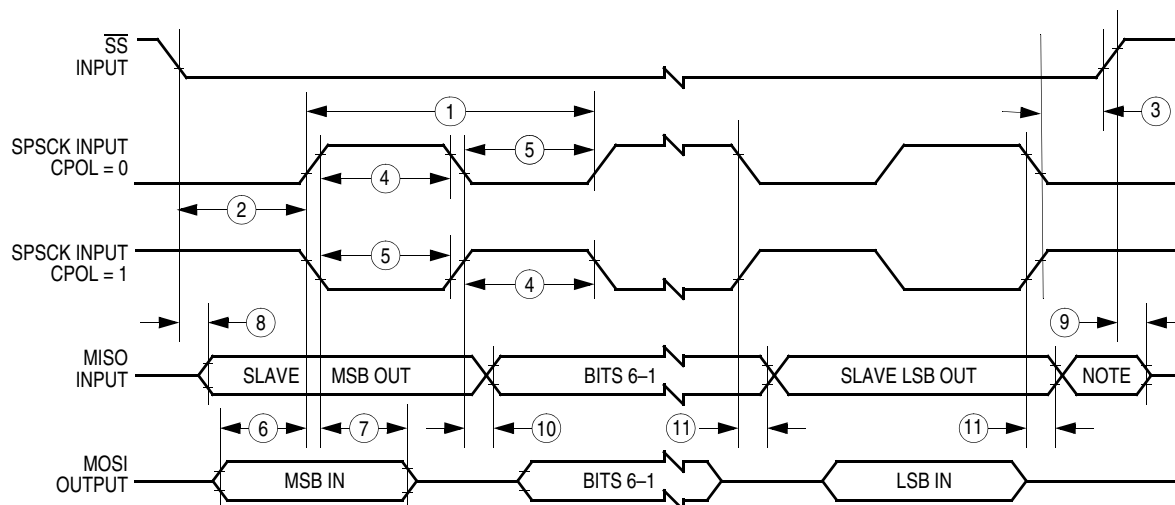 SS
INPUT
1
3
SPSCK INPUT
CPOL = 0
5
4
2
SPSCK INPUT
CPOL = 1
5
4
8
9
MISO
INPUT
SLAVE MSB OUT
BITS 6–1
SLAVE LSB OUT
NOTE
6
7
10
11
11
MOSI
OUTPUT
MSB IN
BITS 6–1
LSB IN